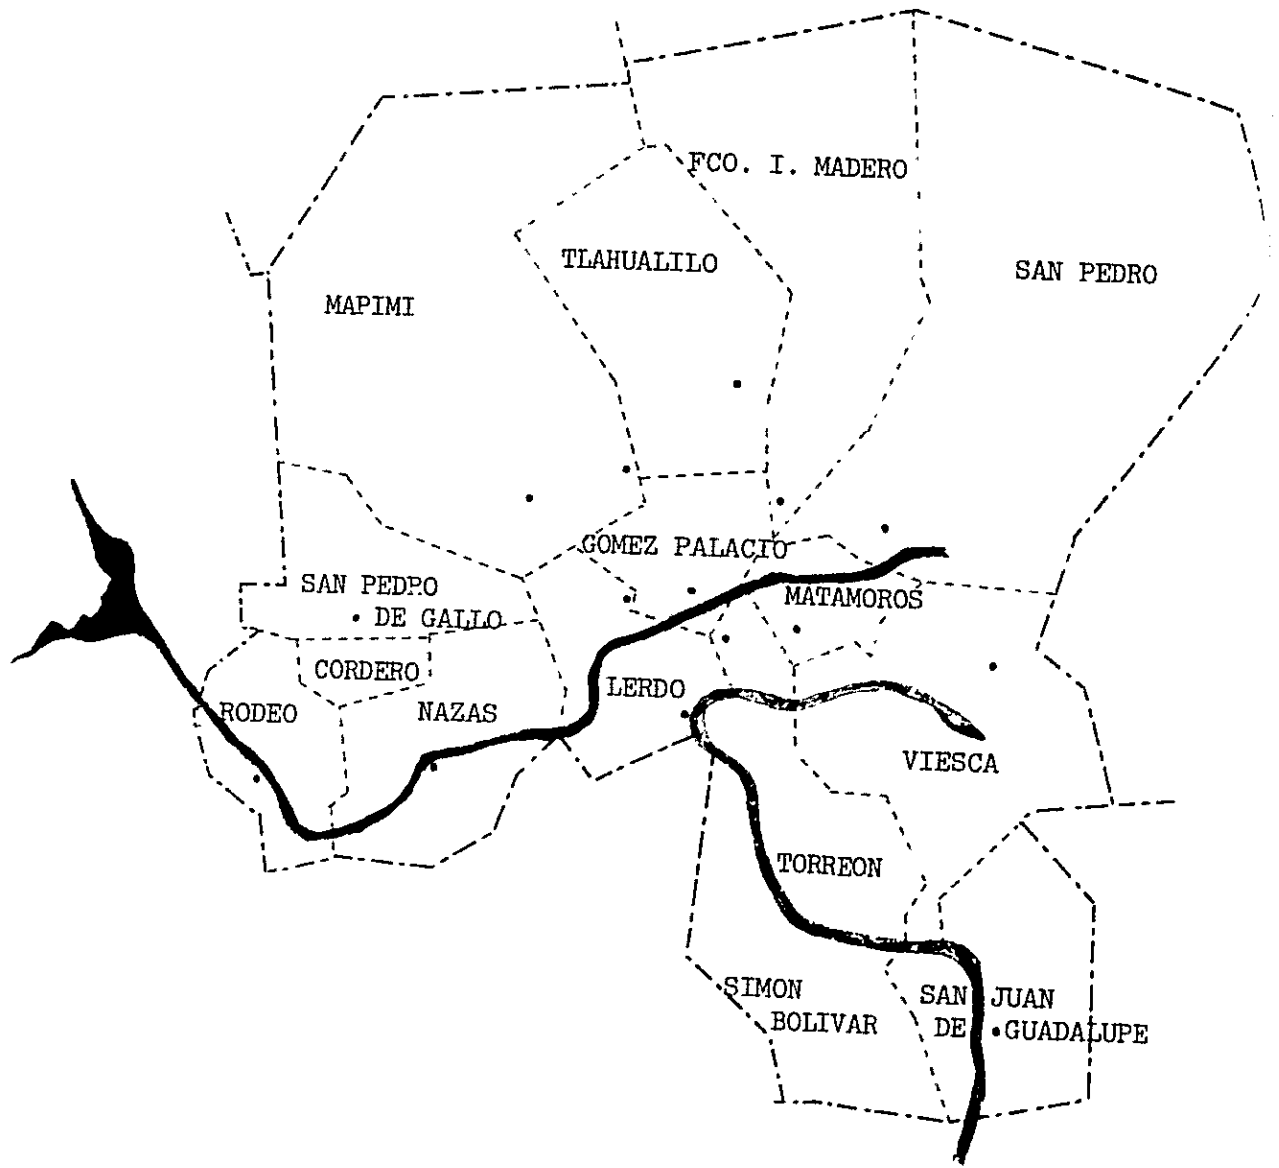 FCO. I. MADERO
TLAHUALILO
SAN PEDRO
MAPIMI
GOMEZ PALACIO
SAN PEDRO
DE GALLO
MATAMOROS
CORDERO
LERDO
RODEO
NAZAS
VIESCA
TORREON
SIMON
BOLIVAR
SAN JUAN
DE GUADALUPE